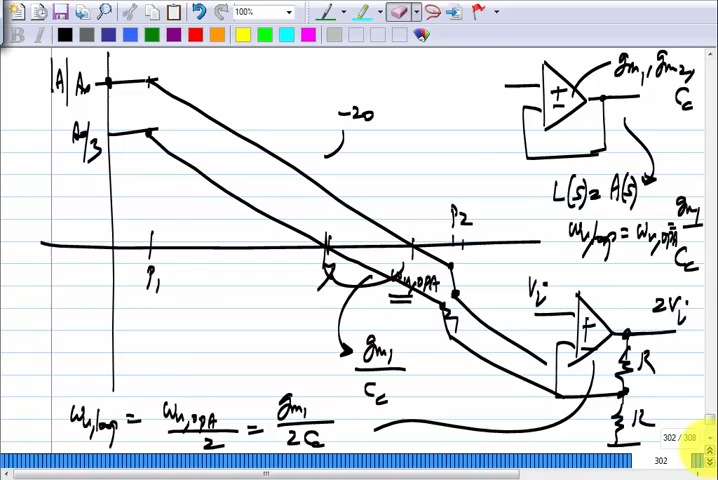 100%
B I U
|A| A₀
A₀/3
-20
gm₁, gm₂,
Cc
L(s) = A(s)
ωu,loop = ωu,OPA = gm₁/Cc
p₁
p₂
ωu,OPA
gm₁/Cc
Vi
2Vi
R
R
ωu,loop = ωu,OPA/2 = gm₁/2Cc
302 / 308
302